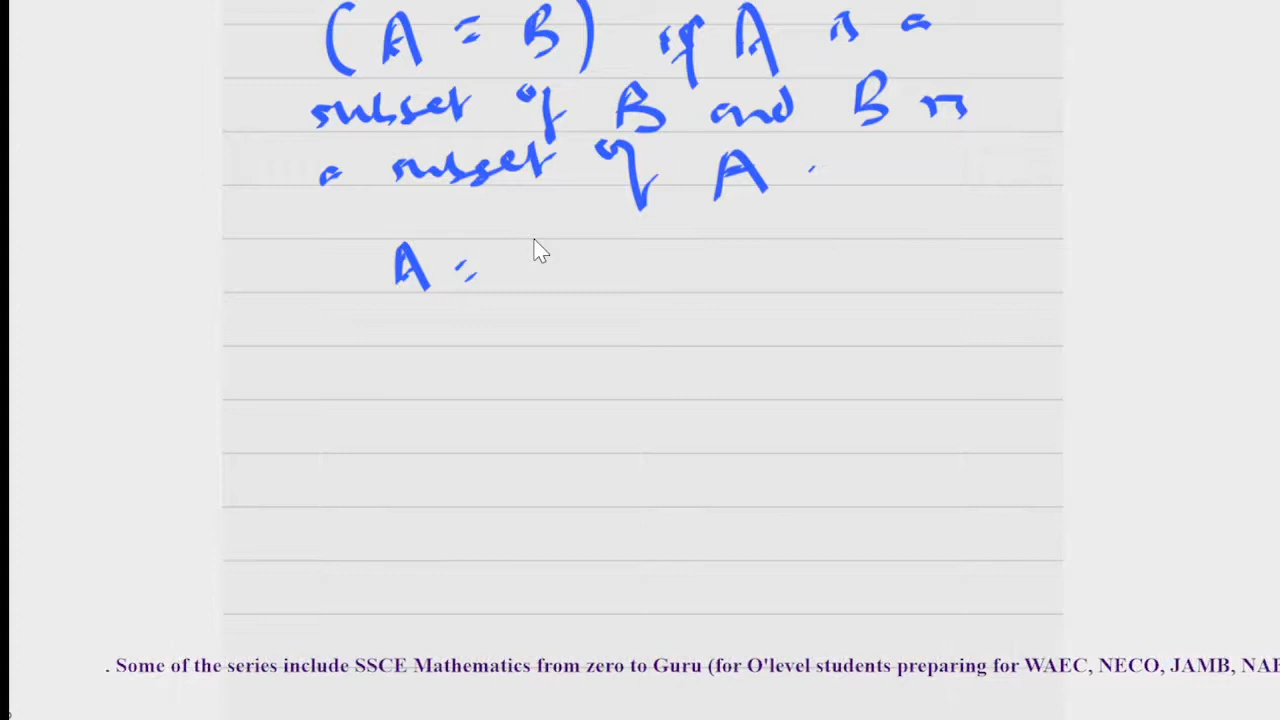 (A = B) if A is a
subset of B and B is
a subset of A.
A =
. Some of the series include SSCE Mathematics from zero to Guru (for O'level students preparing for WAEC, NECO, JAMB, NAB